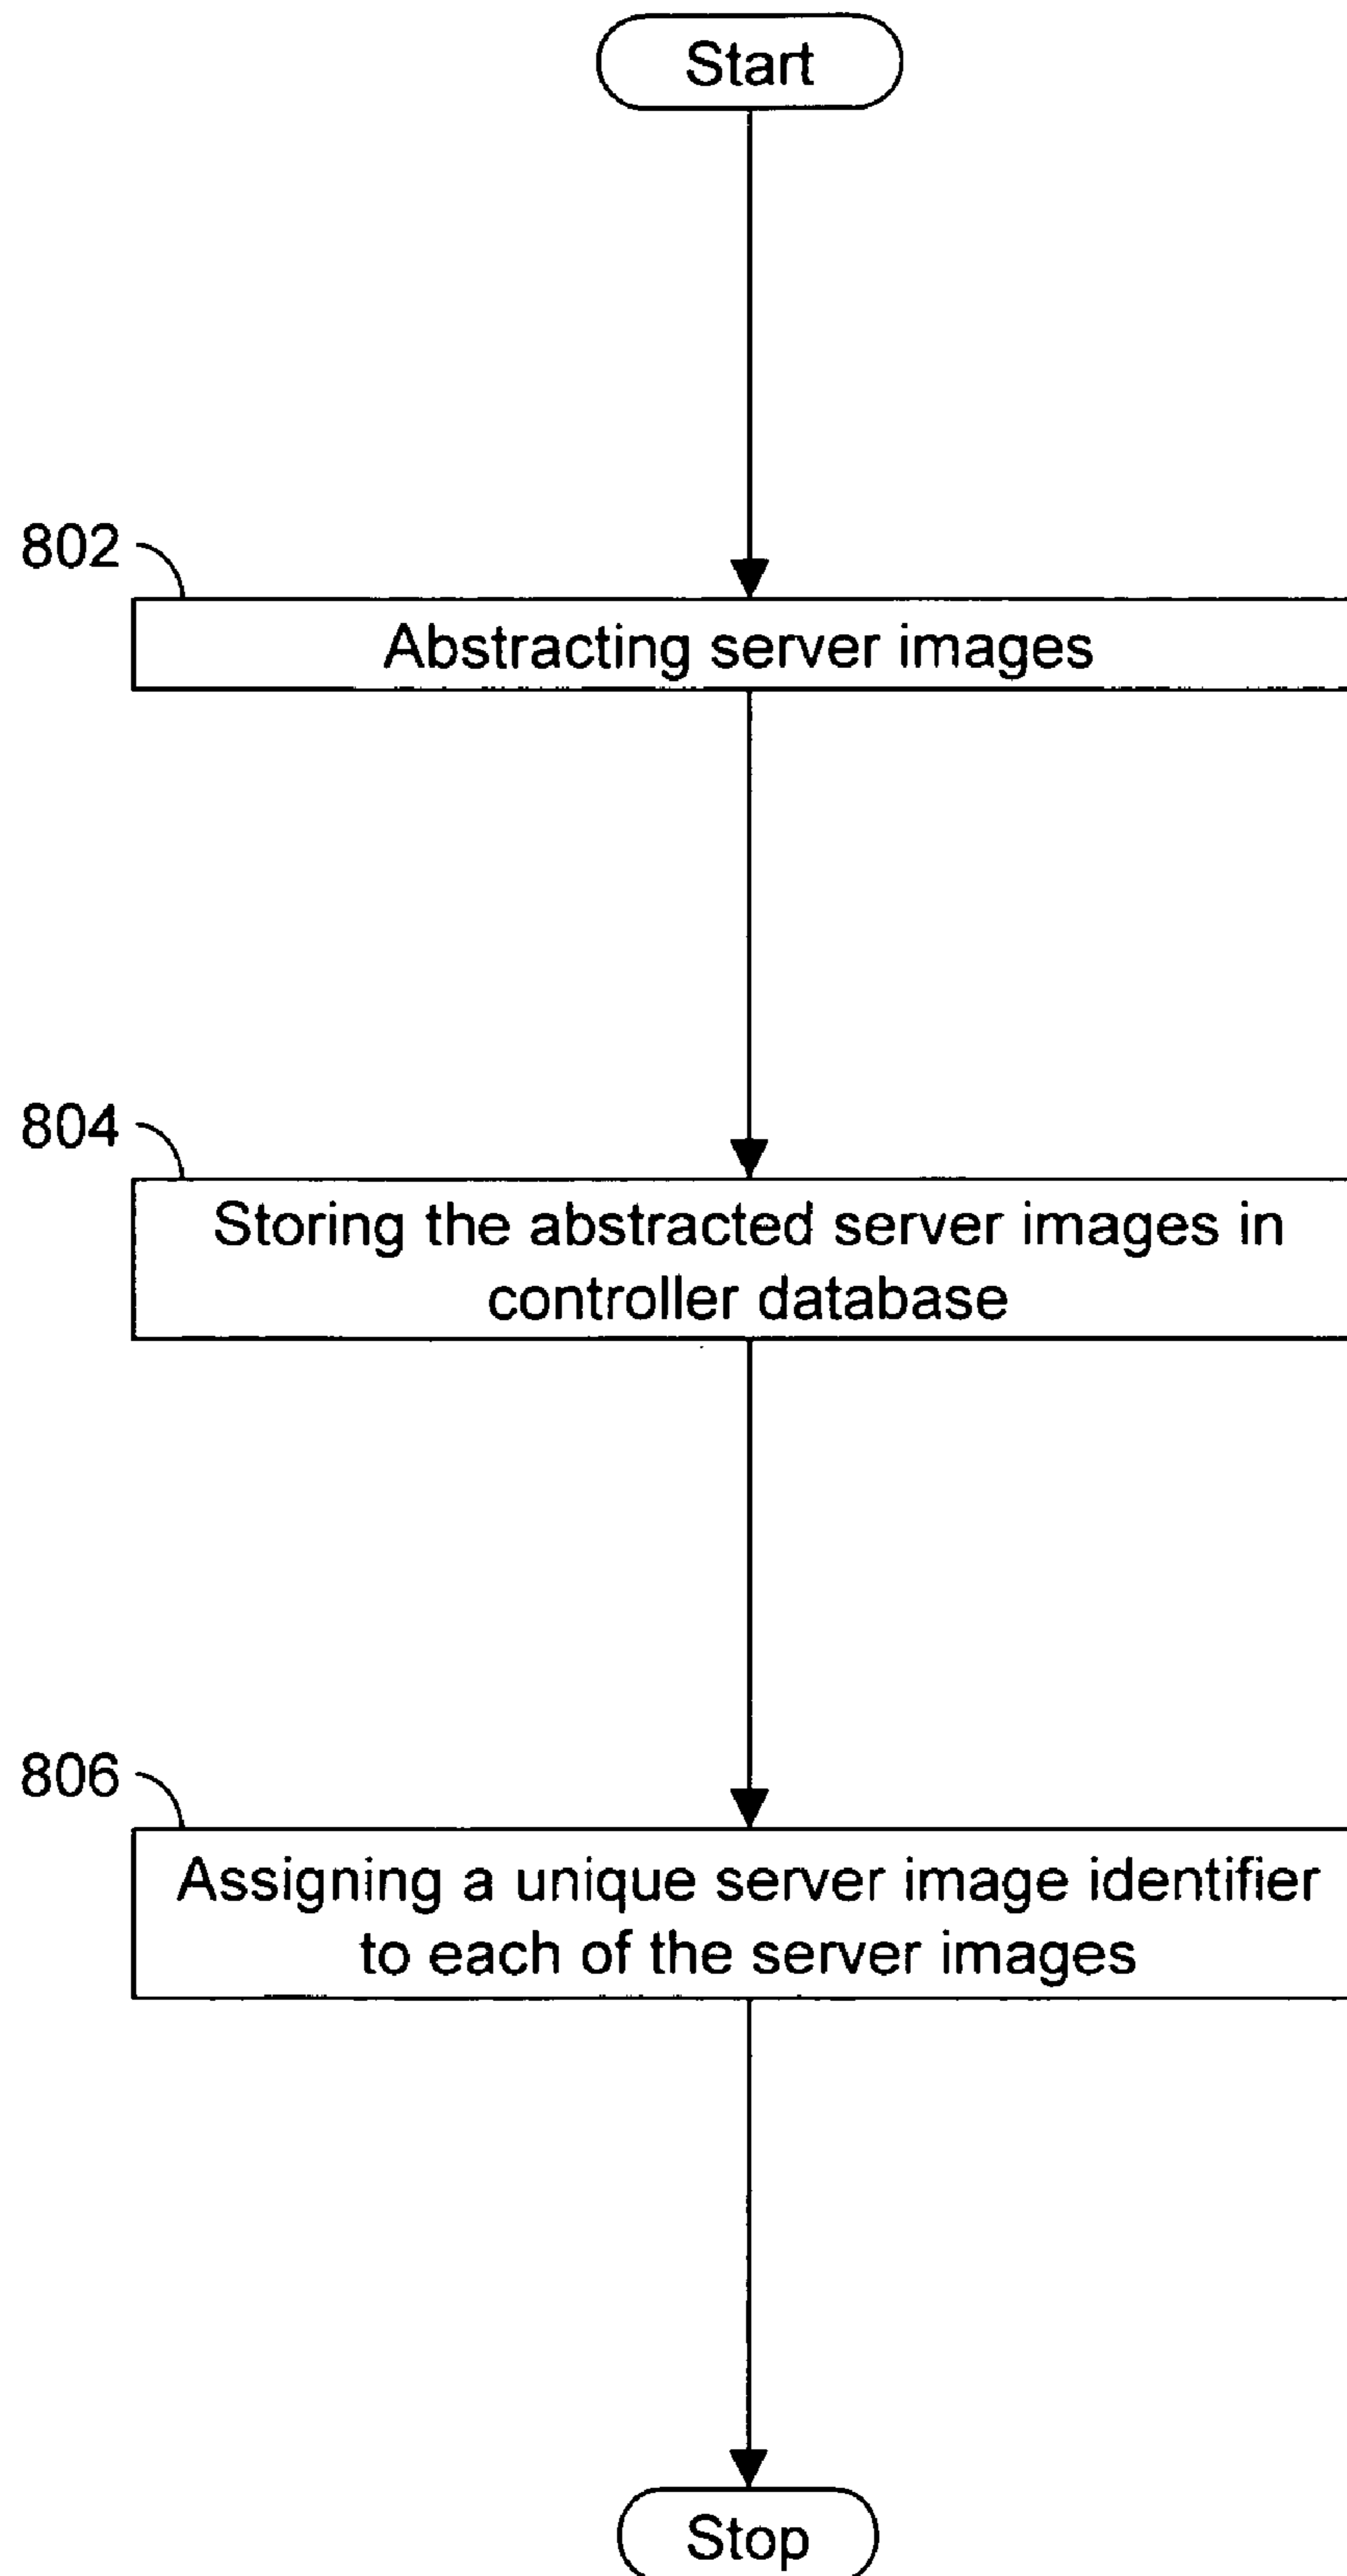 Start
802
Abstracting server images
804
Storing the abstracted server images in
controller database
806
Assigning a unique server image identifier
to each of the server images
Stop